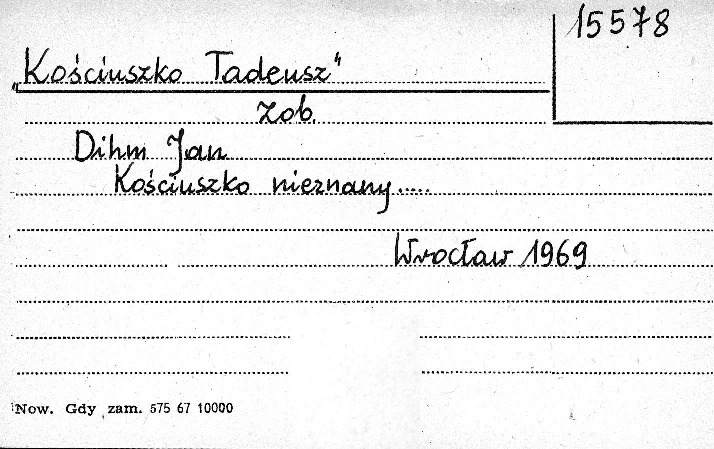 15578
„Kościuszko Tadeusz"
Zob.
Dihm Jan
Kościuszko nieznany.....
Wrocław 1969
Now. Gdy zam. 575 67 10000